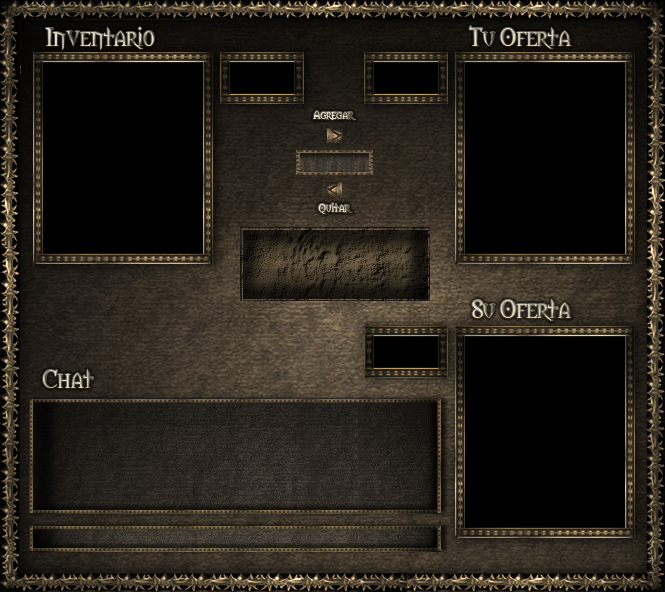 Inventario
Tu Oferta
Agregar
Quitar
Su Oferta
Chat